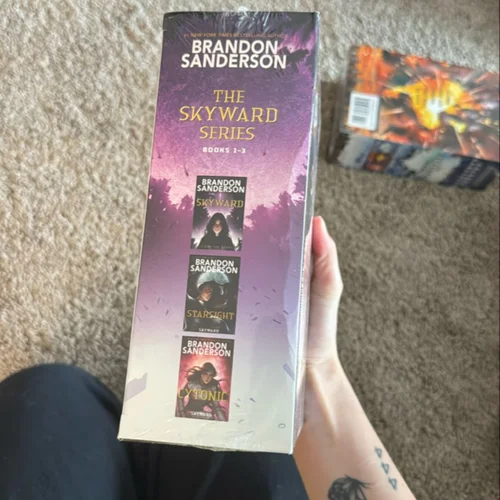 #1 NEW YORK TIMES BESTSELLING AUTHOR
BRANDON
SANDERSON
THE
SKYWARD
SERIES
BOOKS 1-3
BRANDON
SANDERSON
SKYWARD
BRANDON
SANDERSON
STARSIGHT
SKYWARD
BRANDON
SANDERSON
CYTONIC